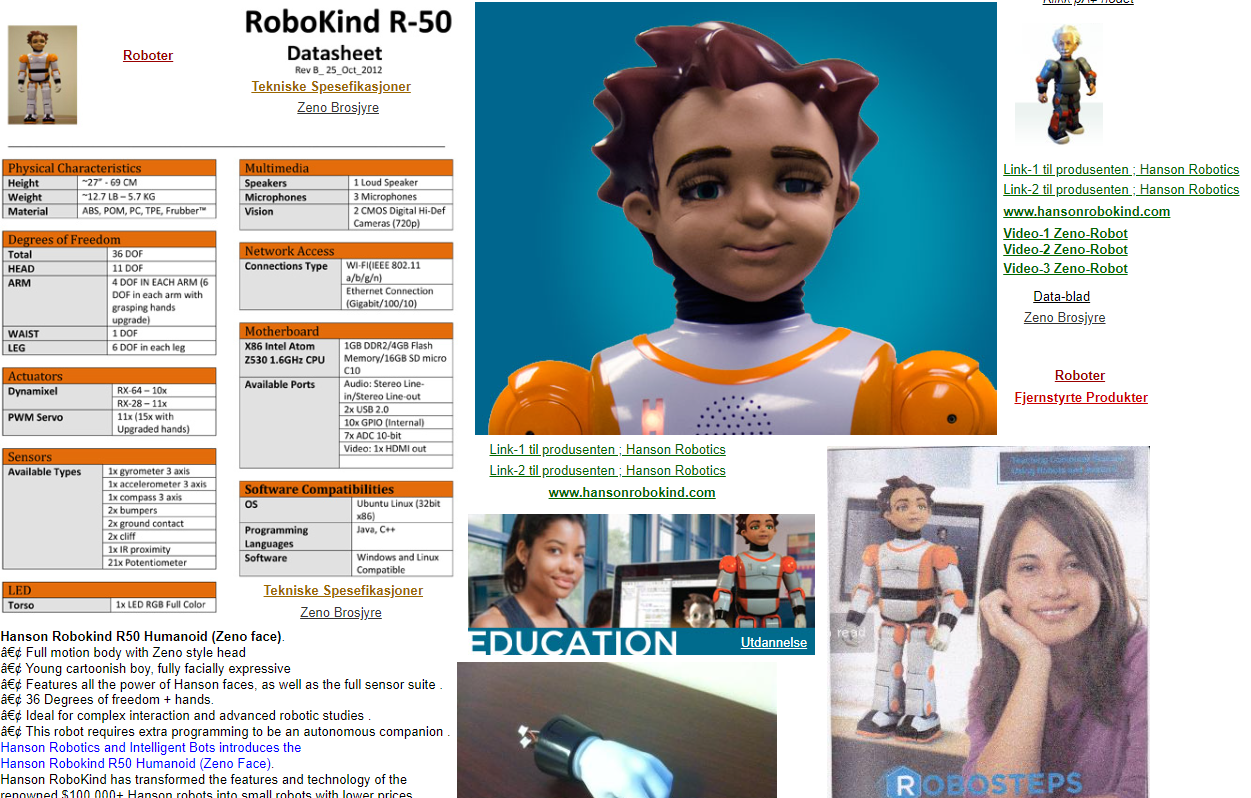 RoboKind R-50
Datasheet
Rev B_ 25_Oct_2012
Roboter
Tekniske Spesefikasjoner
Zeno Brosjyre
Physical Characteristics
Height ~27" - 69 CM
Weight ~12.7 LB – 5.7 KG
Material ABS, POM, PC, TPE, Frubber™
Degrees of Freedom
Total 36 DOF
HEAD 11 DOF
ARM 4 DOF IN EACH ARM (6
DOF in each arm with
grasping hands
upgrade)
WAIST 1 DOF
LEG 6 DOF in each leg
Actuators
Dynamixel RX-64 – 10x
RX-28 – 11x
PWM Servo 11x (15x with
Upgraded hands)
Sensors
Available Types 1x gyrometer 3 axis
1x accelerometer 3 axis
1x compass 3 axis
2x bumpers
2x ground contact
2x cliff
1x IR proximity
21x Potentiometer
LED
Torso 1x LED RGB Full Color
Multimedia
Speakers 1 Loud Speaker
Microphones 3 Microphones
Vision 2 CMOS Digital Hi-Def
Cameras (720p)
Network Access
Connections Type WI-FI(IEEE 802.11
a/b/g/n)
Ethernet Connection
(Gigabit/100/10)
Motherboard
X86 Intel Atom 1GB DDR2/4GB Flash
Z530 1.6GHz CPU Memory/16GB SD micro
C10
Available Ports Audio: Stereo Line-
in/Stereo Line-out
2x USB 2.0
10x GPIO (Internal)
7x ADC 10-bit
Video: 1x HDMI out
Software Compatibilities
OS Ubuntu Linux (32bit
x86)
Programming Java, C++
Languages
Software Windows and Linux
Compatible
Tekniske Spesefikasjoner
Zeno Brosjyre
Hanson Robokind R50 Humanoid (Zeno face).
â€¢ Full motion body with Zeno style head
â€¢ Young cartoonish boy, fully facially expressive
â€¢ Features all the power of Hanson faces, as well as the full sensor suite .
â€¢ 36 Degrees of freedom + hands.
â€¢ Ideal for complex interaction and advanced robotic studies .
â€¢ This robot requires extra programming to be an autonomous companion .
Hanson Robotics and Intelligent Bots introduces the
Hanson Robokind R50 Humanoid (Zeno Face).
Hanson RoboKind has transformed the features and technology of the
renowned $100,000+ Hanson robots into small robots with lower prices
Link-1 til produsenten ; Hanson Robotics
Link-2 til produsenten ; Hanson Robotics
www.hansonrobokind.com
EDUCATION
Utdannelse
Link-1 til produsenten ; Hanson Robotics
Link-2 til produsenten ; Hanson Robotics
www.hansonrobokind.com
Video-1 Zeno-Robot
Video-2 Zeno-Robot
Video-3 Zeno-Robot
Data-blad
Zeno Brosjyre
Roboter
Fjernstyrte Produkter
read
ROBOSTEPS